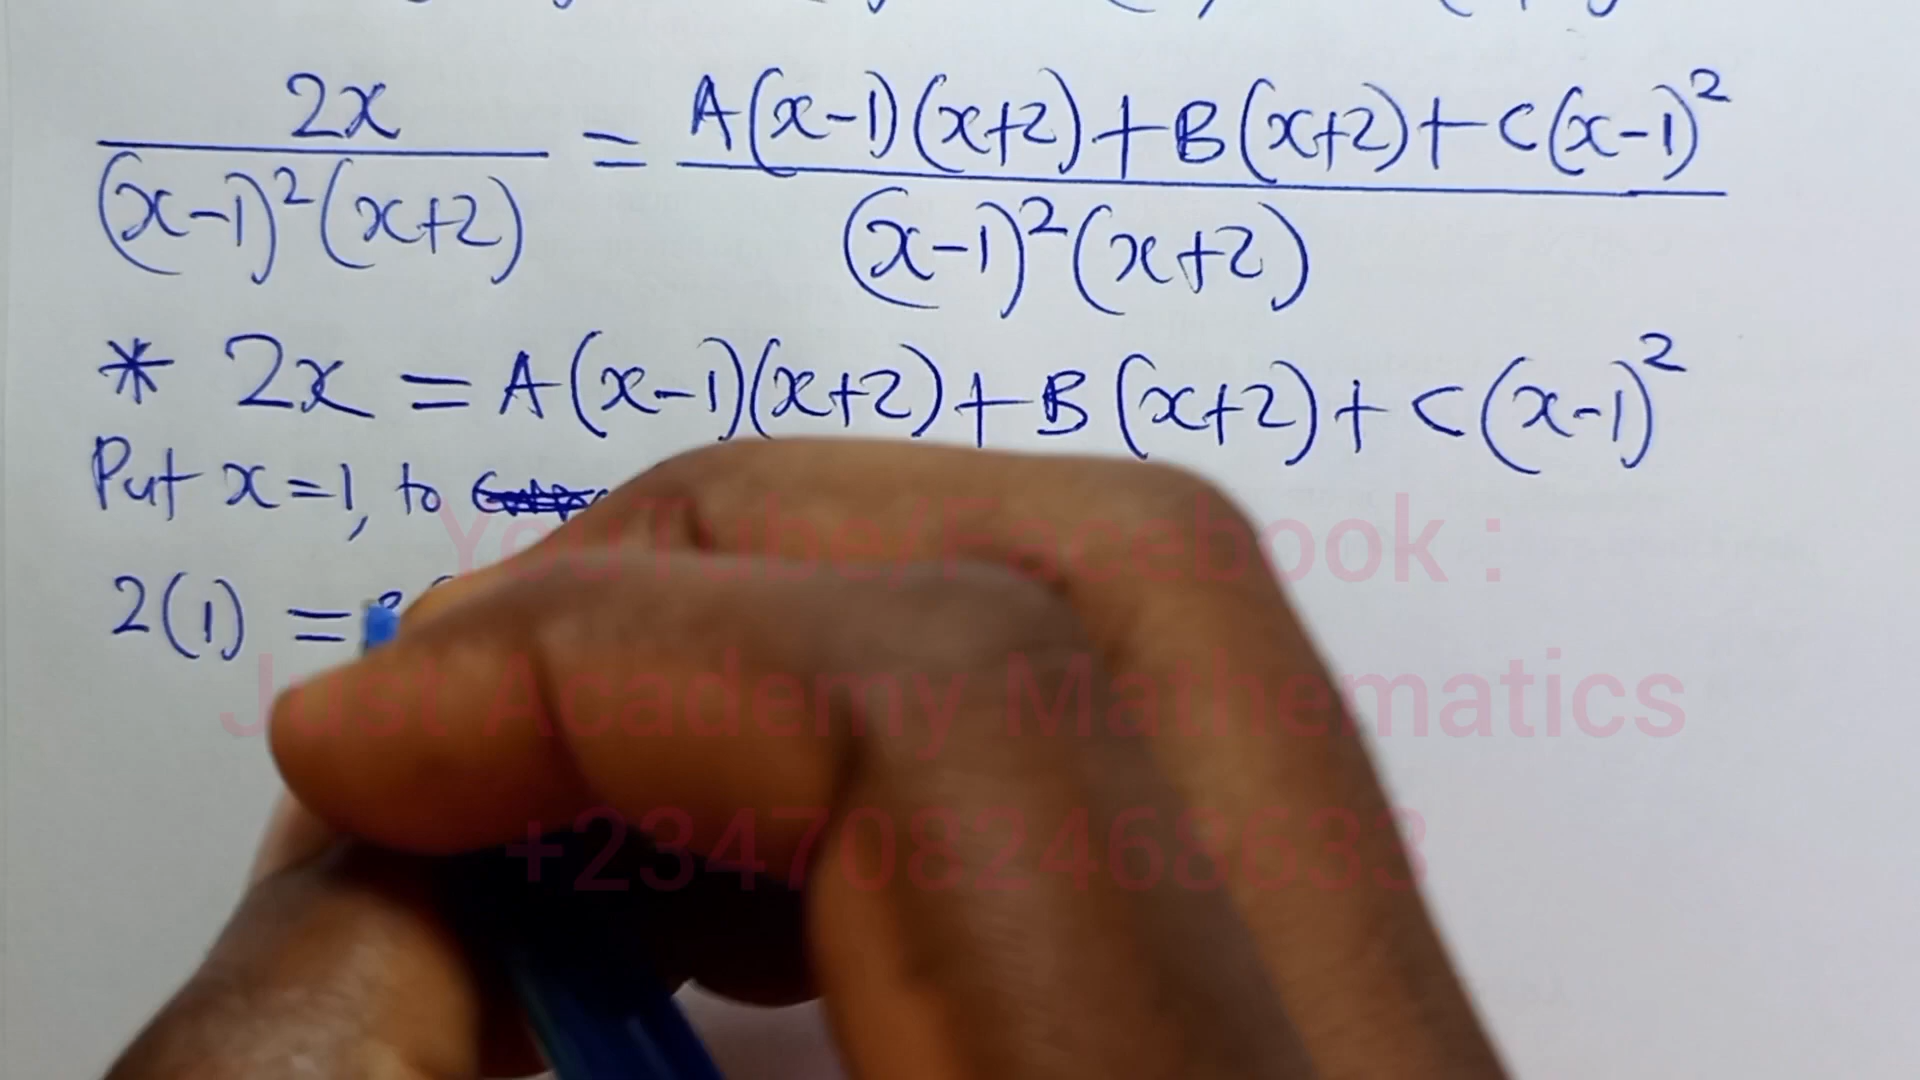 2x / (x-1)²(x+2) = A(x-1)(x+2)+B(x+2)+C(x-1)² / (x-1)²(x+2)
* 2x = A(x-1)(x+2)+B(x+2)+C(x-1)²
Put x=1, to
YouTube/Facebook :
2(1) =
Just Academy Mathematics
+2347082468633